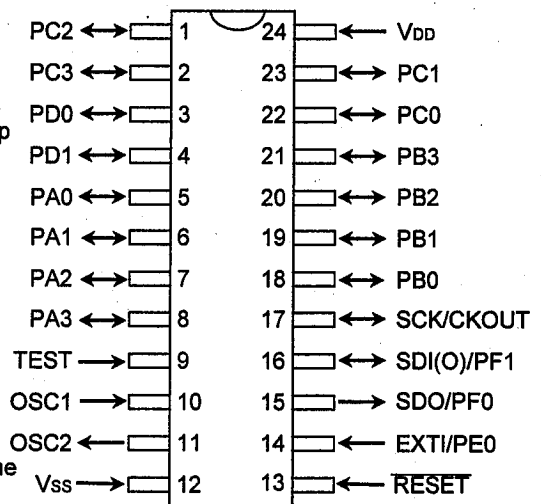 PC2 1 24 VDD
PC3 2 23 PC1
PD0 3 22 PC0
p
PD1 4 21 PB3
PA0 5 20 PB2
PA1 6 19 PB1
PA2 7 18 PB0
PA3 8 17 SCK/CKOUT
TEST 9 16 SDI(O)/PF1
OSC1 10 15 SDO/PF0
OSC2 11 14 EXTI/PE0
Vss 12 13 RESET